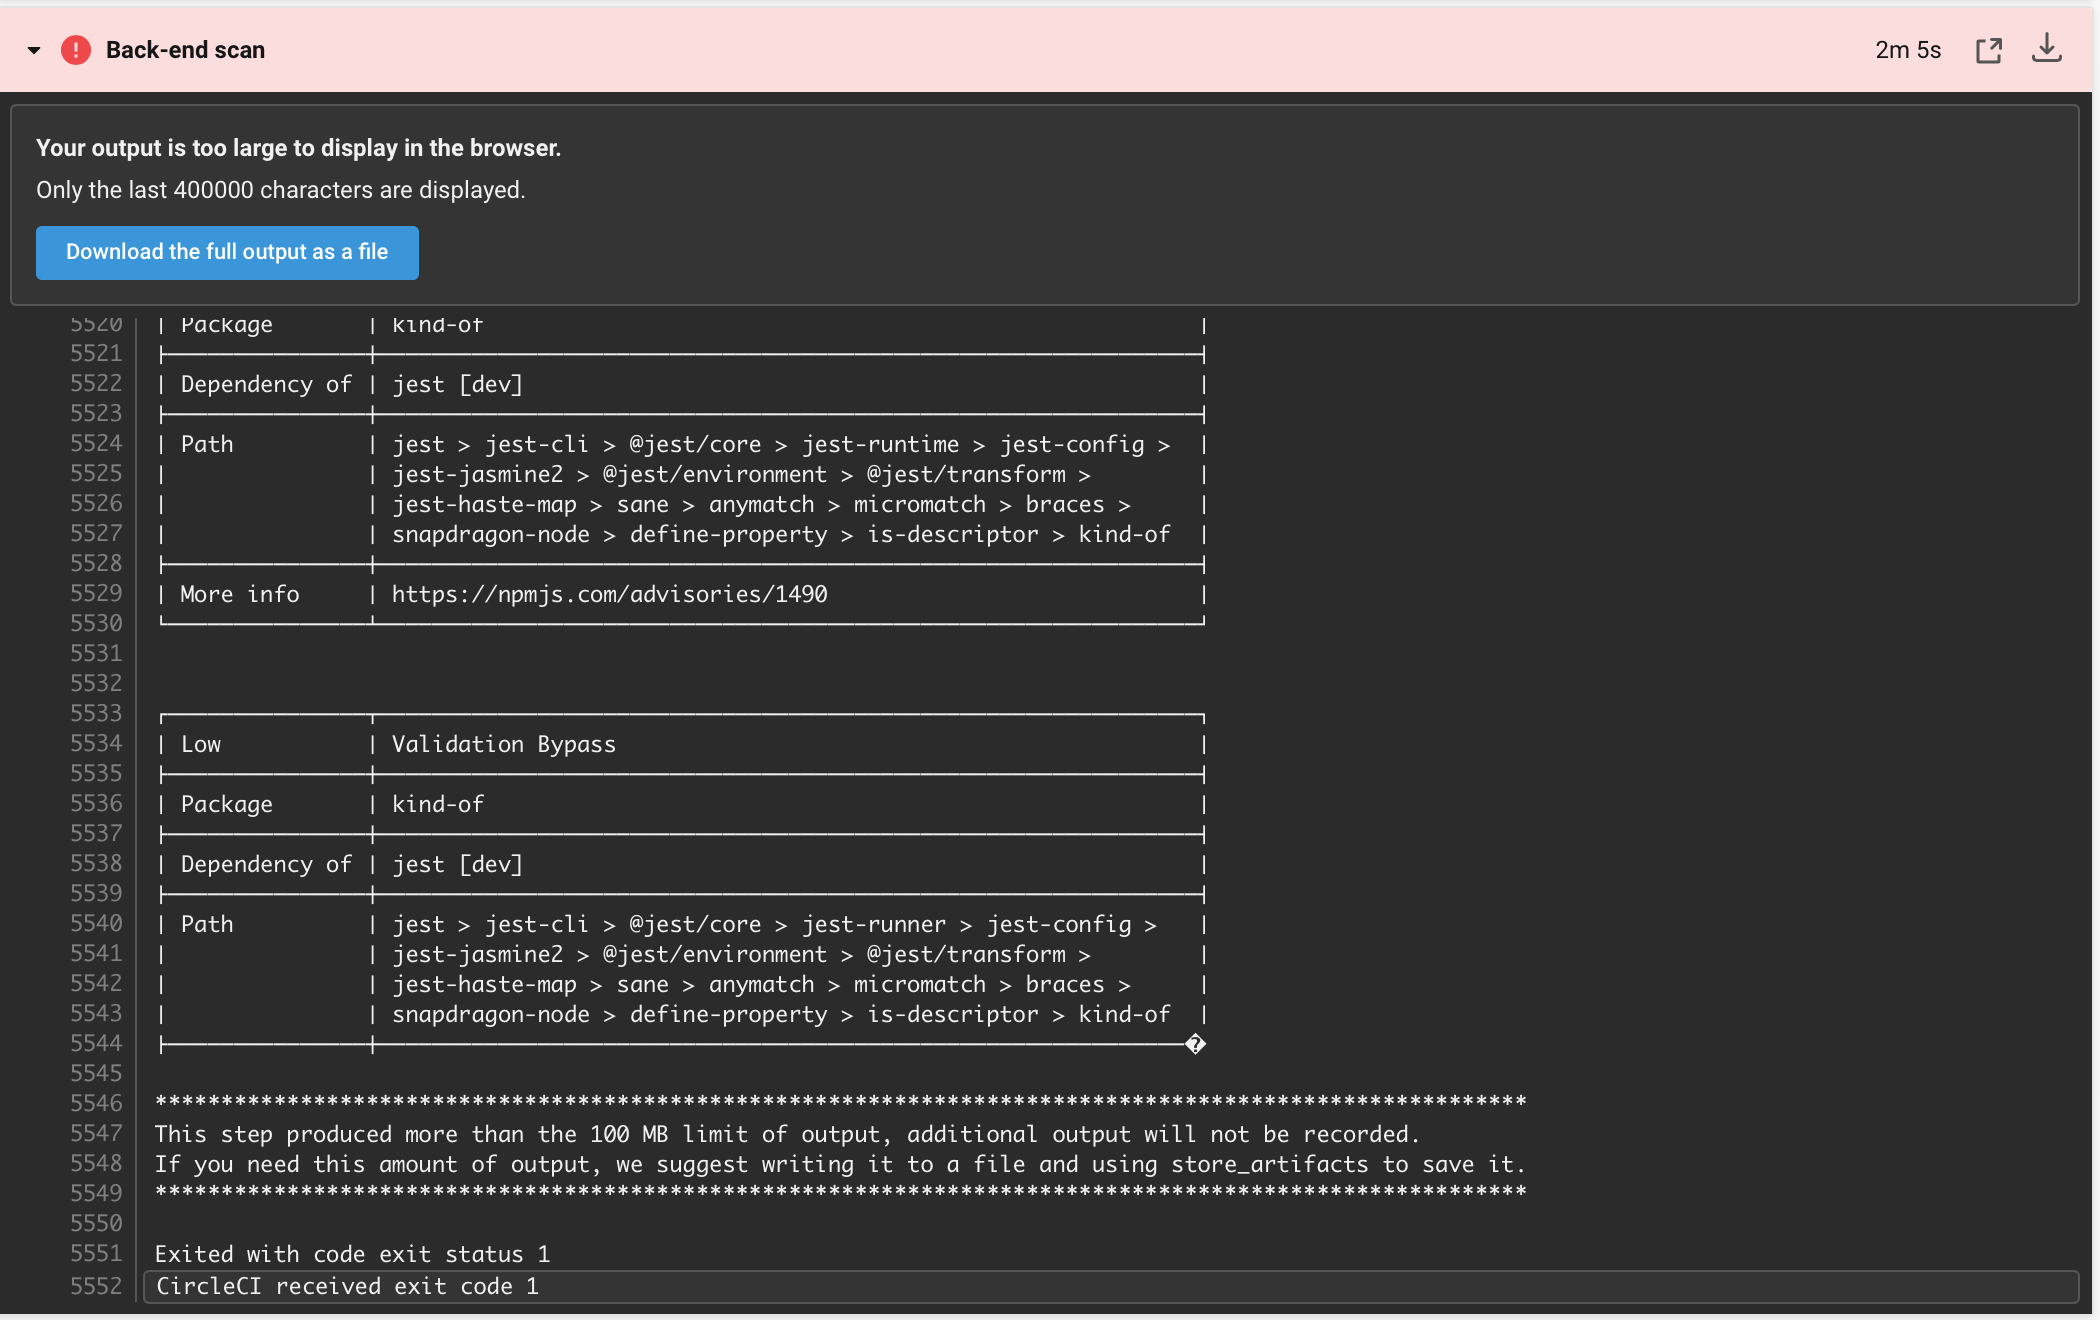 Back-end scan
2m 5s
Your output is too large to display in the browser.
Only the last 400000 characters are displayed.
Download the full output as a file
5520 | Package | kind-of |
5521
5522 | Dependency of | jest [dev] |
5523
5524 | Path | jest > jest-cli > @jest/core > jest-runtime > jest-config > |
5525 | | jest-jasmine2 > @jest/environment > @jest/transform > |
5526 | | jest-haste-map > sane > anymatch > micromatch > braces > |
5527 | | snapdragon-node > define-property > is-descriptor > kind-of |
5528
5529 | More info | https://npmjs.com/advisories/1490 |
5530
5531
5532
5533
5534 | Low | Validation Bypass |
5535
5536 | Package | kind-of |
5537
5538 | Dependency of | jest [dev] |
5539
5540 | Path | jest > jest-cli > @jest/core > jest-runner > jest-config > |
5541 | | jest-jasmine2 > @jest/environment > @jest/transform > |
5542 | | jest-haste-map > sane > anymatch > micromatch > braces > |
5543 | | snapdragon-node > define-property > is-descriptor > kind-of |
5544 �
5545
5546 ********************************************************************************************************
5547 This step produced more than the 100 MB limit of output, additional output will not be recorded.
5548 If you need this amount of output, we suggest writing it to a file and using store_artifacts to save it.
5549 ********************************************************************************************************
5550
5551 Exited with code exit status 1
5552 CircleCI received exit code 1